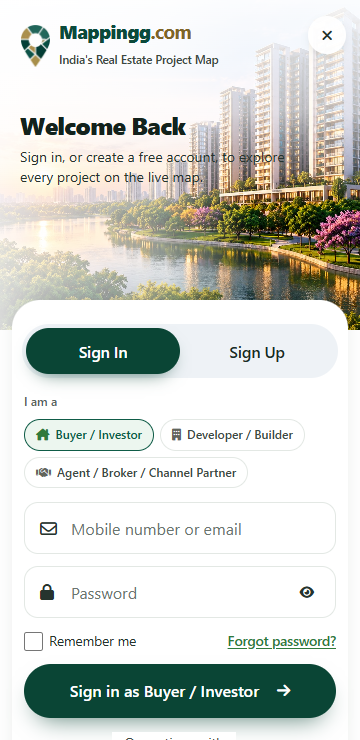 Mappingg.com
India's Real Estate Project Map
Welcome Back
Sign in, or create a free account, to explore
every project on the live map.
Sign In
Sign Up
I am a
Buyer / Investor
Developer / Builder
Agent / Broker / Channel Partner
Mobile number or email
Password
Remember me
Forgot password?
Sign in as Buyer / Investor